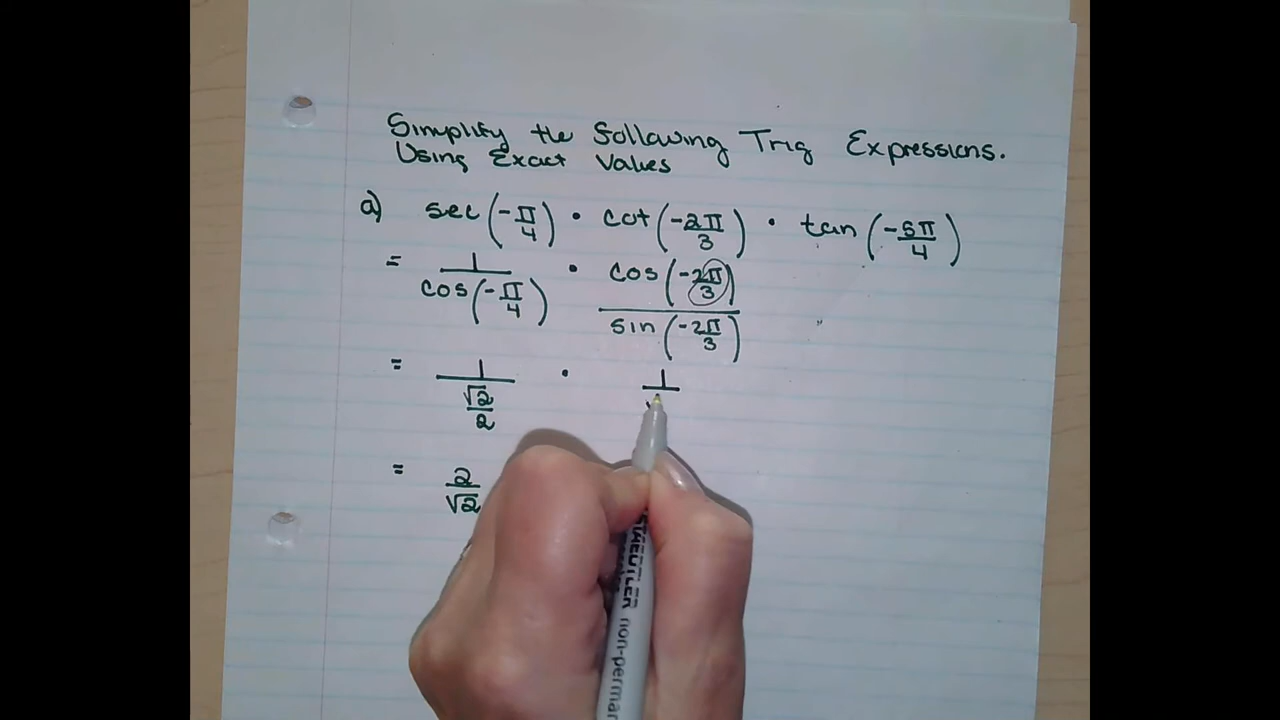 Simplify the Following Trig Expressions.
Using Exact Values
a) sec(-π/4) · cot(-2π/3) · tan(-5π/4)
= 1/cos(-π/4) · cos(-2π/3)/sin(-2π/3)
= 1/(√2/2) · 1/
= 2/√2
STAEDTLER non-perman